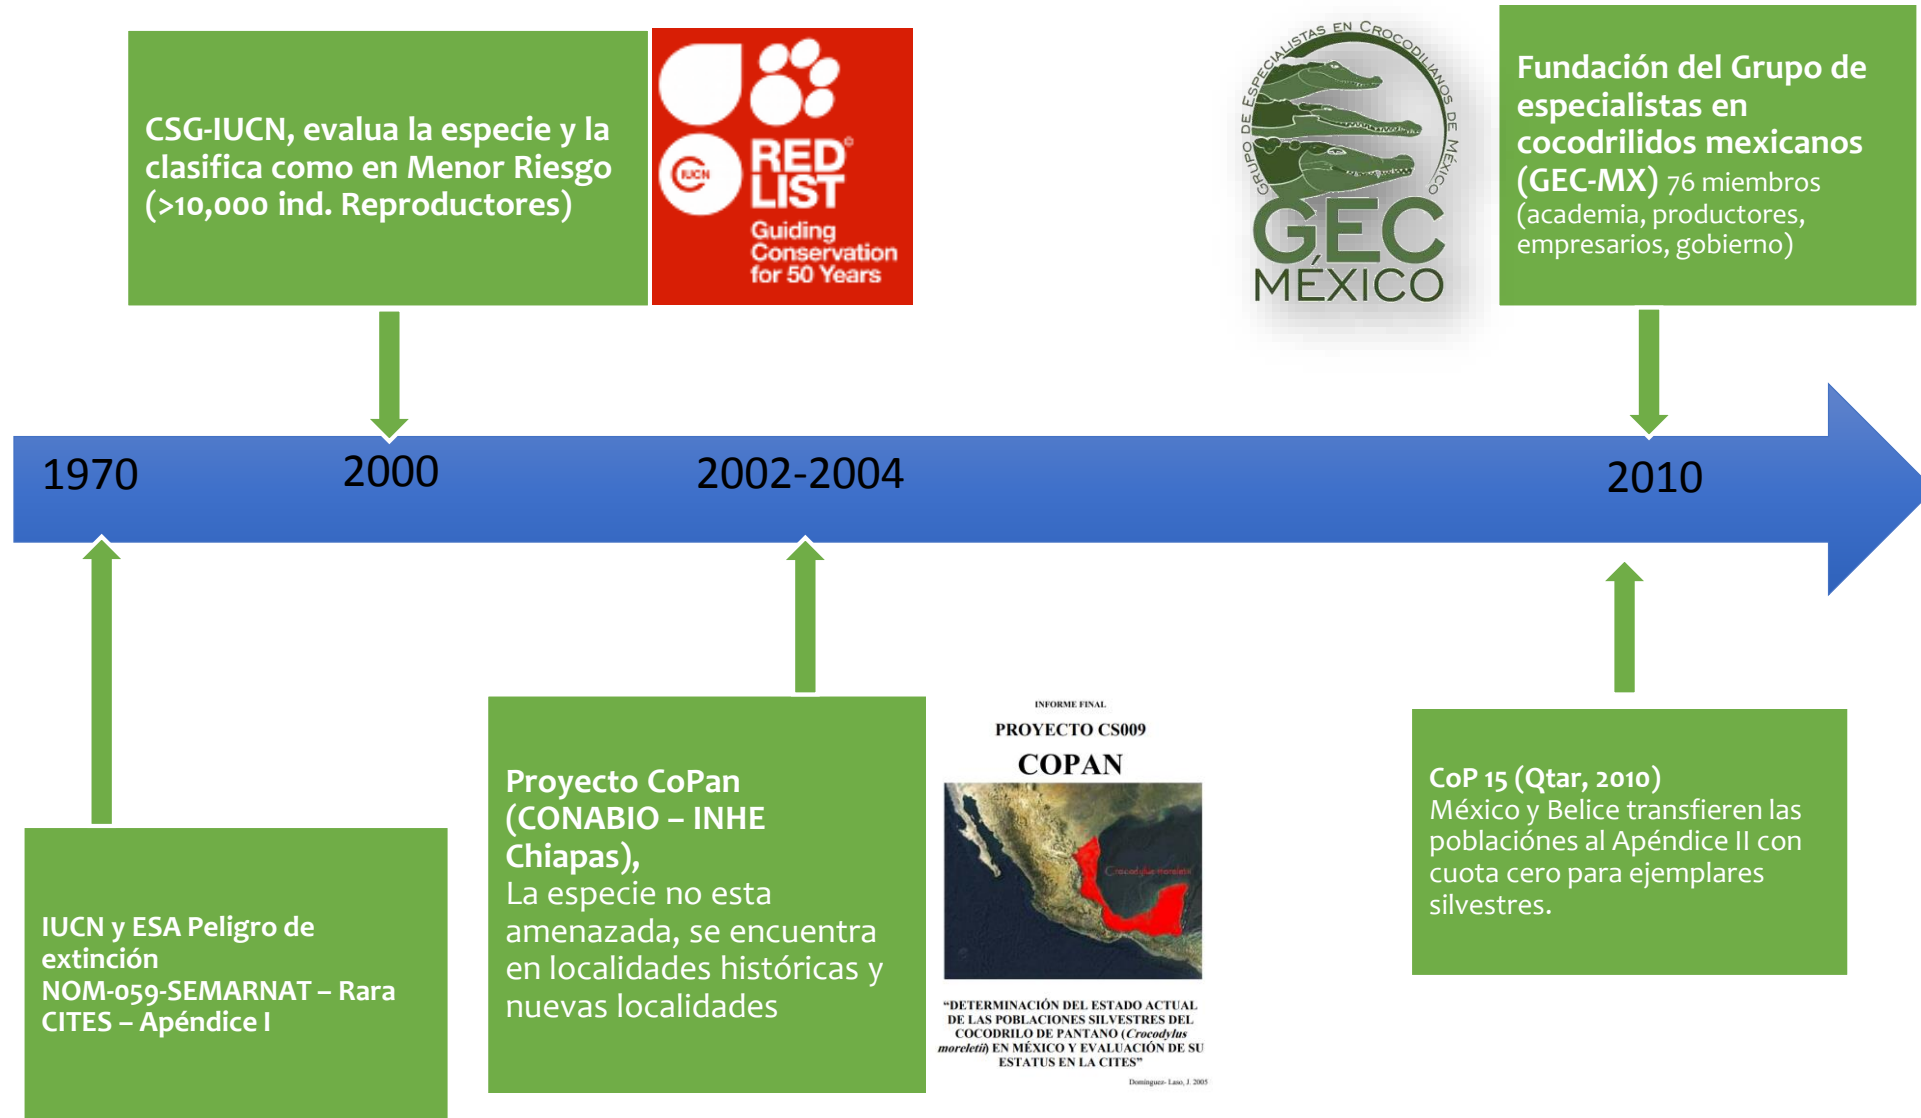 CSG-IUCN, evalua la especie y la
clasifica como en Menor Riesgo
(>10,000 ind. Reproductores)
IUCN
RED
LIST
Guiding
Conservation
for 50 Years
GRUPO DE ESPECIALISTAS EN CROCODILIANOS DE MÉXICO
GEC
MÉXICO
Fundación del Grupo de
especialistas en
cocodrilidos mexicanos
(GEC-MX) 76 miembros
(academia, productores,
empresarios, gobierno)
1970
2000
2002-2004
2010
IUCN y ESA Peligro de
extinción
NOM-059-SEMARNAT – Rara
CITES – Apéndice I
Proyecto CoPan
(CONABIO – INHE
Chiapas),
La especie no esta
amenazada, se encuentra
en localidades históricas y
nuevas localidades
INFORME FINAL
PROYECTO CS009
COPAN
Crocodylus moreletii
“DETERMINACIÓN DEL ESTADO ACTUAL
DE LAS POBLACIONES SILVESTRES DEL
COCODRILO DE PANTANO (Crocodylus
moreletii) EN MÉXICO Y EVALUACIÓN DE SU
ESTATUS EN LA CITES”
Domínguez- Laso, J. 2005
CoP 15 (Qtar, 2010)
México y Belice transfieren las
poblaciónes al Apéndice II con
cuota cero para ejemplares
silvestres.